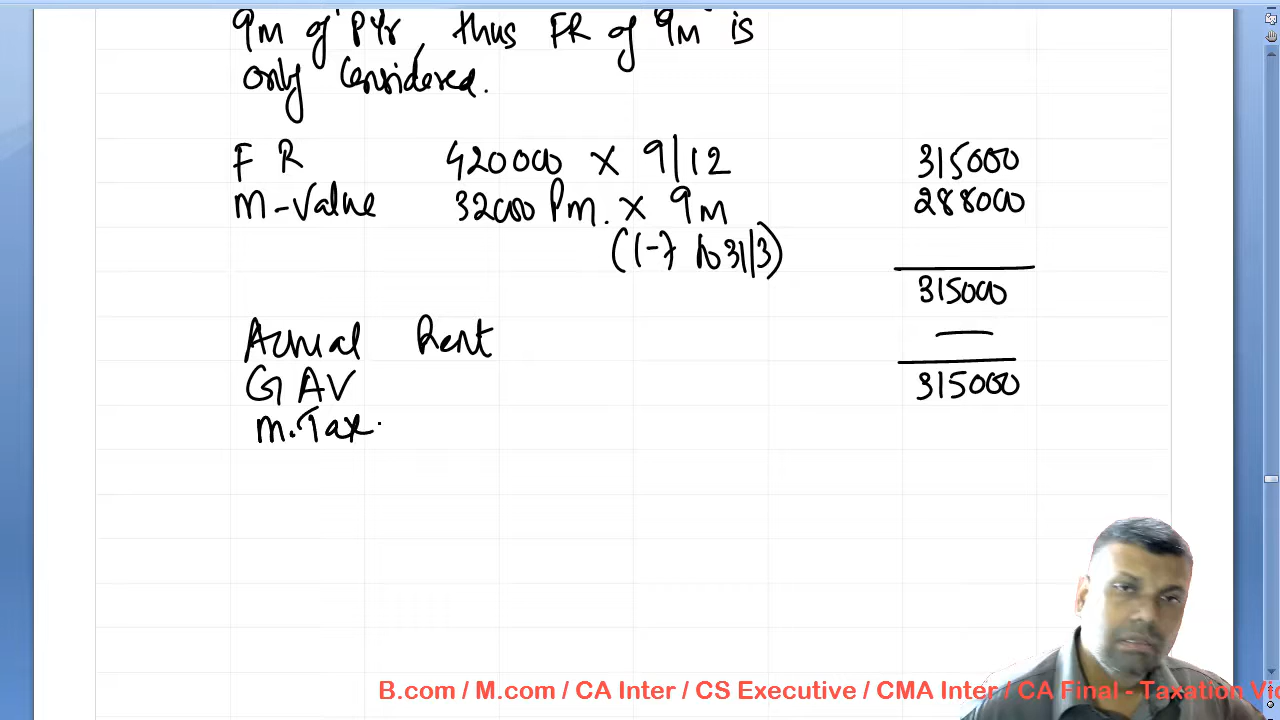 9m of PYr, thus FR of 9m is
only Considered.
F R 420000 X 9/12 315000
M-Value 32000 Pm. X 9M 288000
(1-7 to 31/3)
315000
Actual Rent —
G AV 315000
M.Tax.
B.com / M.com / CA Inter / CS Executive / CMA Inter / CA Final - Taxation Vi